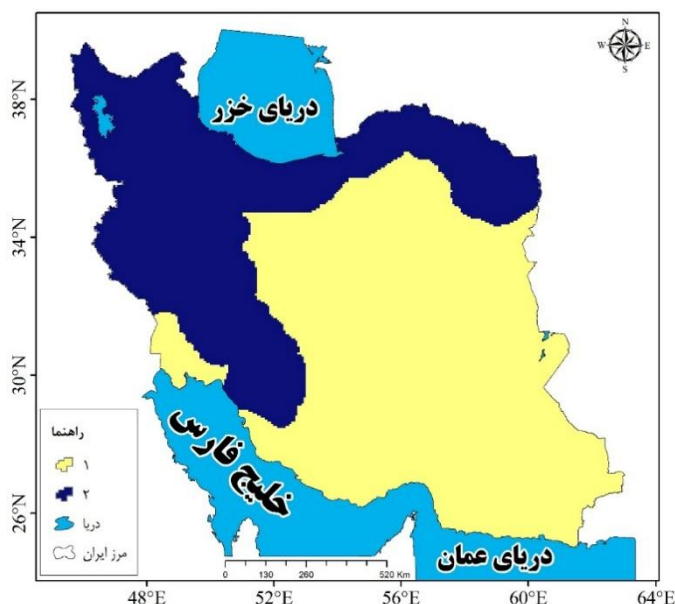 N
W E
S
دریای خزر
38°N
34°N
30°N
26°N
خلیج فارس
دریای عمان
راهنما
۱
۲
دریا
مرز ایران
0 130 260 520 Km
48°E 52°E 56°E 60°E 64°E